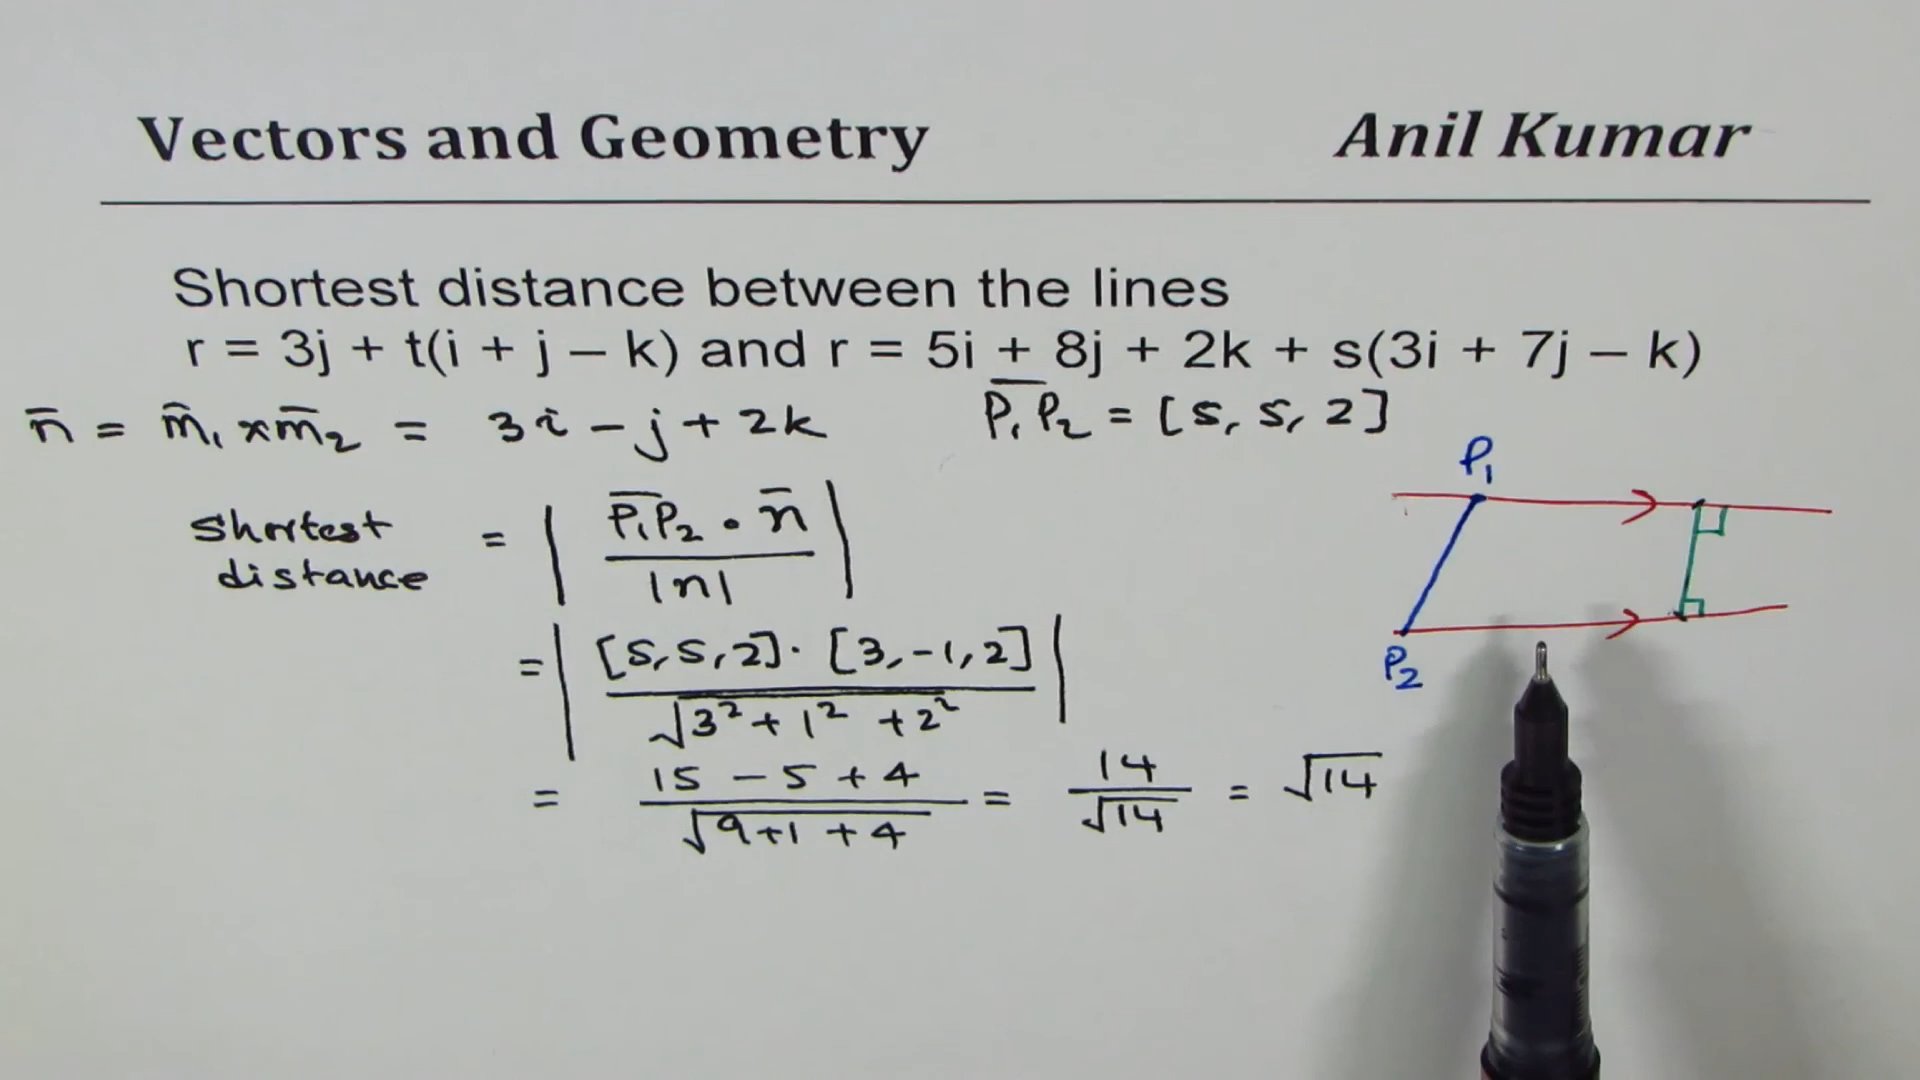 Vectors and Geometry Anil Kumar
Shortest distance between the lines
r = 3j + t(i + j – k) and r = 5i + 8j + 2k + s(3i + 7j – k)
n̅ = m̅₁ × m̅₂ = 3i - j + 2k P₁P₂ = [5, 5, 2]
P₁
Shortest distance = | P₁P₂ • n̅ / |n| |
= | [5, 5, 2] · [3, -1, 2] / √3² + 1² + 2² |
P₂
= 15 - 5 + 4 / √9 + 1 + 4 = 14 / √14 = √14